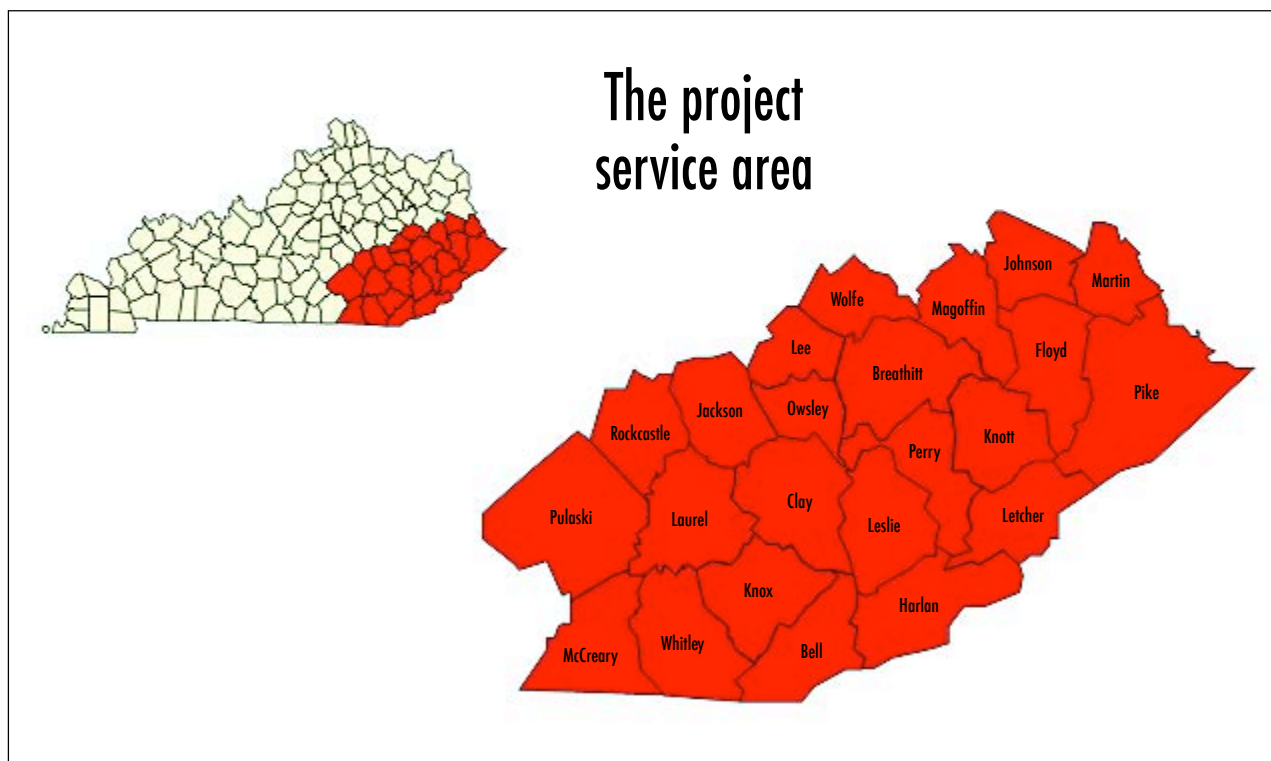 The project
service area
Johnson
Martin
Wolfe
Magoffin
Lee
Floyd
Breathitt
Pike
Jackson
Owsley
Rockcastle
Knott
Perry
Clay
Pulaski
Laurel
Letcher
Leslie
Knox
Harlan
Whitley
Bell
McCreary